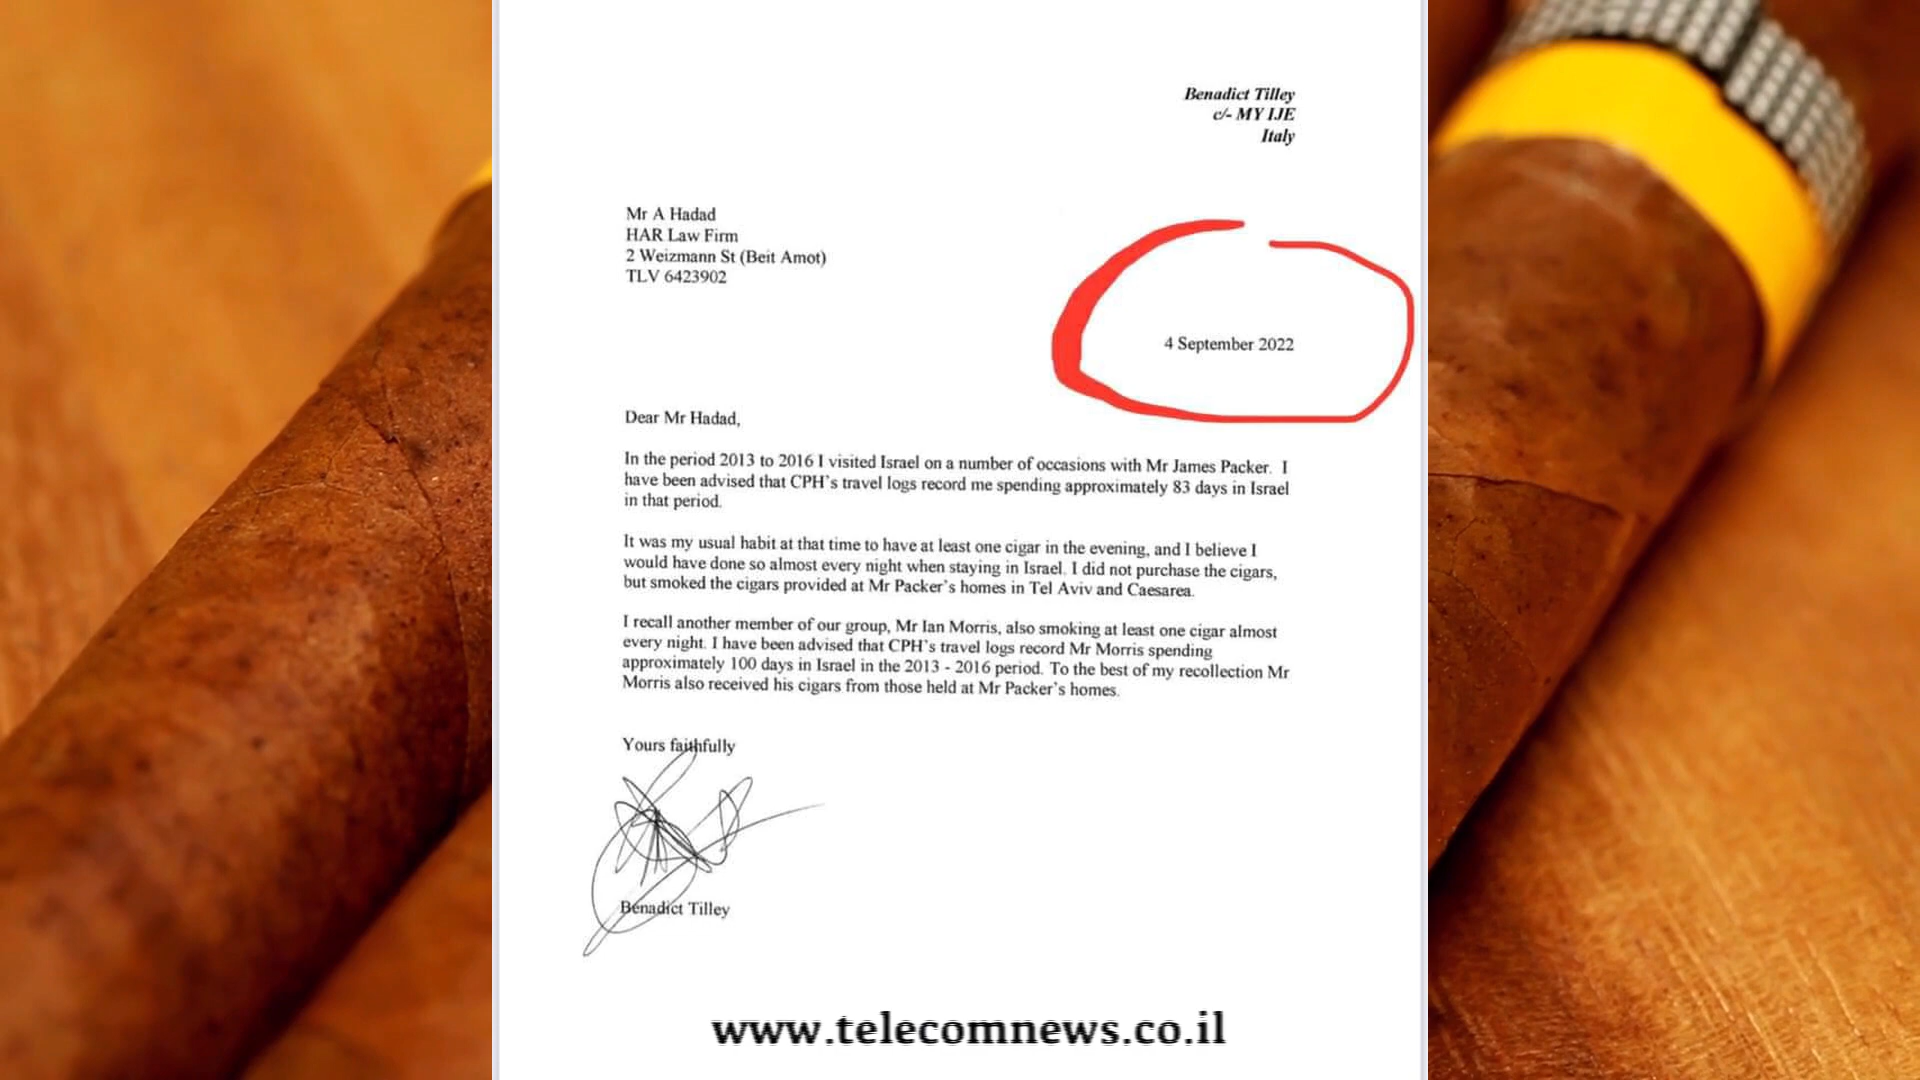 Benadict Tilley
c/- MY IJE
Italy
Mr A Hadad
HAR Law Firm
2 Weizmann St (Beit Amot)
TLV 6423902
4 September 2022
Dear Mr Hadad,
In the period 2013 to 2016 I visited Israel on a number of occasions with Mr James Packer. I
have been advised that CPH's travel logs record me spending approximately 83 days in Israel
in that period.
It was my usual habit at that time to have at least one cigar in the evening, and I believe I
would have done so almost every night when staying in Israel. I did not purchase the cigars,
but smoked the cigars provided at Mr Packer's homes in Tel Aviv and Caesarea.
I recall another member of our group, Mr Ian Morris, also smoking at least one cigar almost
every night. I have been advised that CPH's travel logs record Mr Morris spending
approximately 100 days in Israel in the 2013 - 2016 period. To the best of my recollection Mr
Morris also received his cigars from those held at Mr Packer's homes.
Yours faithfully
Benadict Tilley
www.telecomnews.co.il